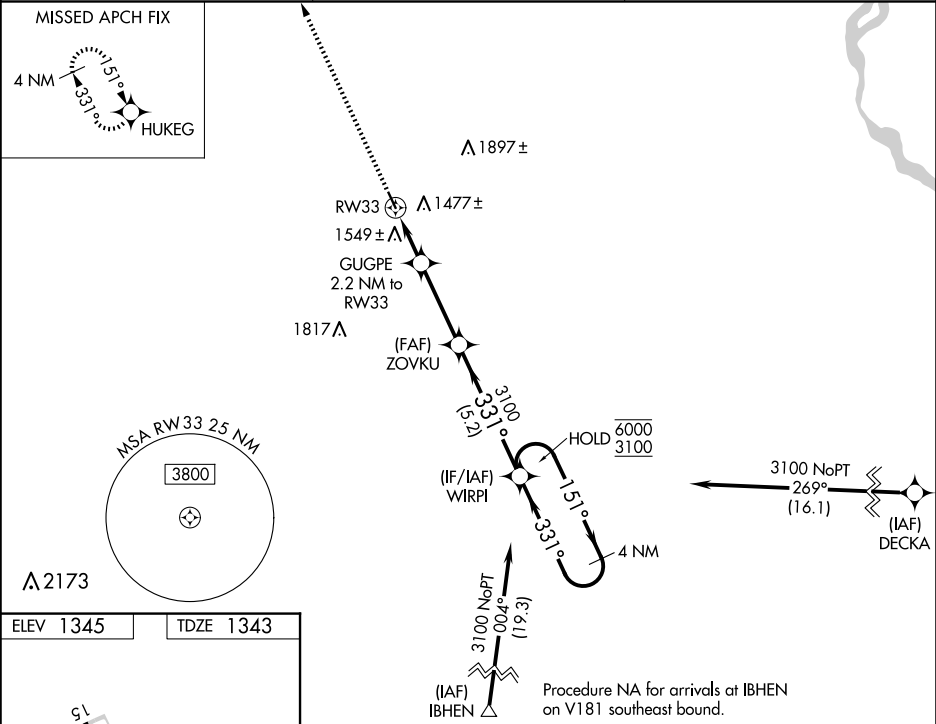 MISSED APCH FIX
4 NM
151°
331°
HUKEG
1897±
RW33
1477±
1549±
GUGPE
2.2 NM to
RW33
1817
(FAF)
ZOVKU
3100
331°
(5.2)
HOLD 6000
3100
(IF/IAF)
WIRPI
151°
331°
4 NM
3100 NoPT
269°
(16.1)
(IAF)
DECKA
MSA RW33 25 NM
3800
2173
3100 NoPT
004°
(19.3)
(IAF)
IBHEN
Procedure NA for arrivals at IBHEN
on V181 southeast bound.
ELEV 1345
TDZE 1343
15